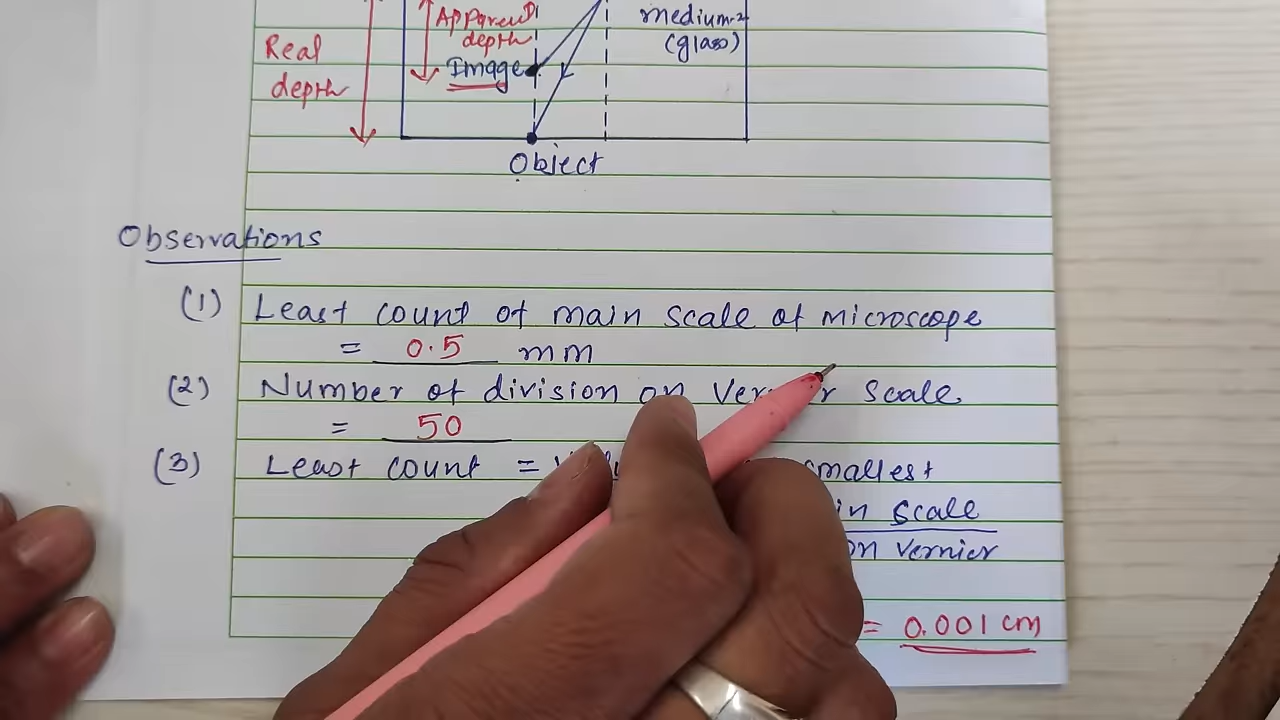 Apparent
depth
medium-2
(glass)
Real
depth
Image
Object
Observations
(1) Least count of main scale of microscope
= 0.5 mm
(2) Number of division on scale
= 50
(3) Least count = smallest
scale
on vernier
= 0.001 cm